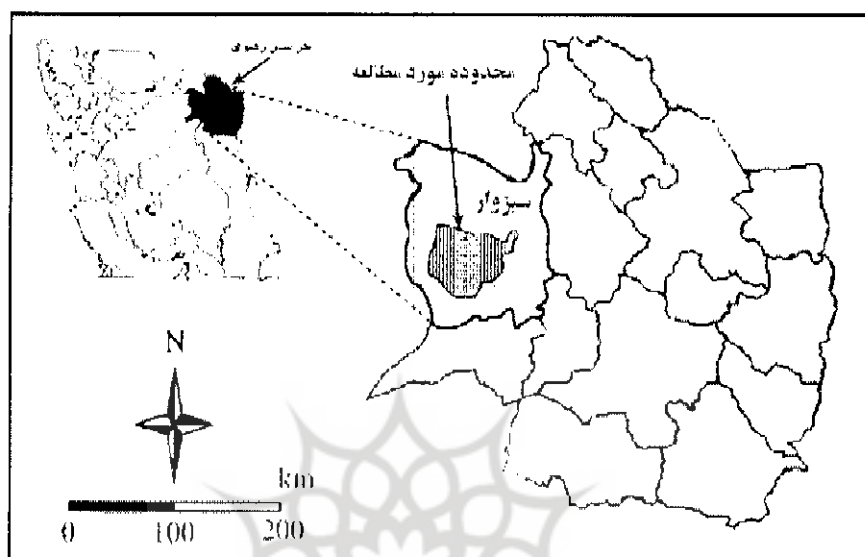 خراسان رضوی
محدوده مورد مطالعه
سبزوار
N
km
0 100 200